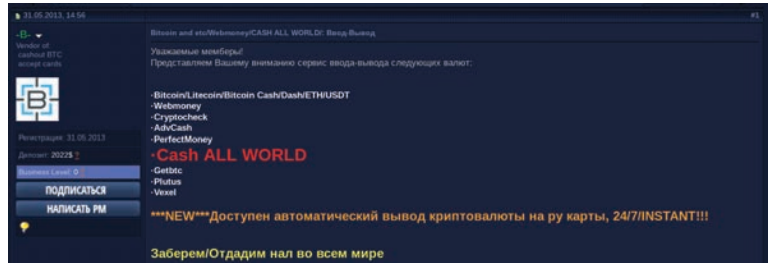 31.05.2013, 14:56
#1
-B-
Vendor of:
cashout BTC
accept cards
B
Регистрация: 31.05.2013
Депозит: 2022$ ?
Business Level: 0
ПОДПИСАТЬСЯ
НАПИСАТЬ PM
Bitcoin and etc/Webmoney/CASH ALL WORLD/: Ввод-Вывод
Уважаемые мемберы!
Представляем Вашему вниманию сервис ввода-вывода следующих валют:
·Bitcoin/Litecoin/Bitcoin Cash/Dash/ETH/USDT
·Webmoney
·Cryptocheck
·AdvCash
·PerfectMoney
·Cash ALL WORLD
·Getbtc
·Plutus
·Vexel
***NEW***Доступен автоматический вывод криптовалюты на ру карты, 24/7/INSTANT!!!
Заберем/Отдадим нал во всем мире